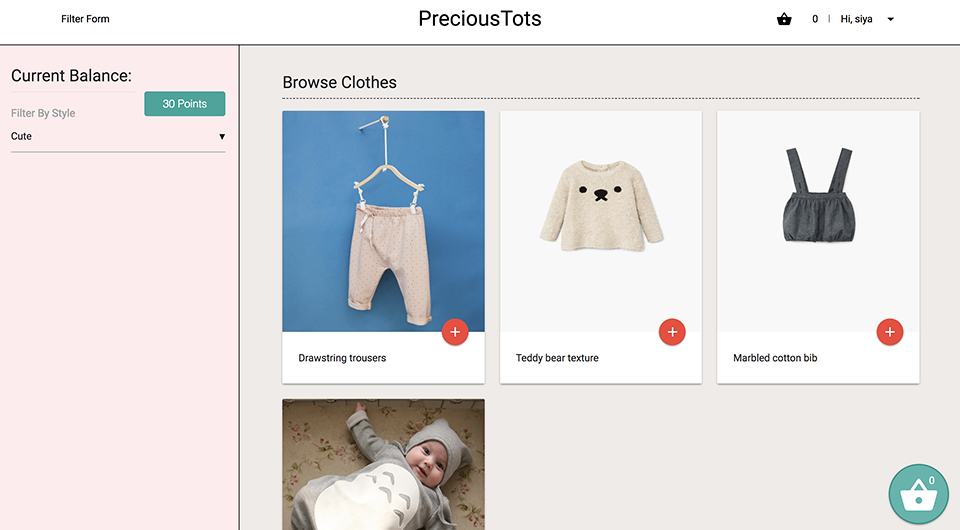 Filter Form
PreciousTots
0 | Hi, siya
Current Balance:
30 Points
Filter By Style
Cute
Browse Clothes
Drawstring trousers
Teddy bear texture
Marbled cotton bib
0